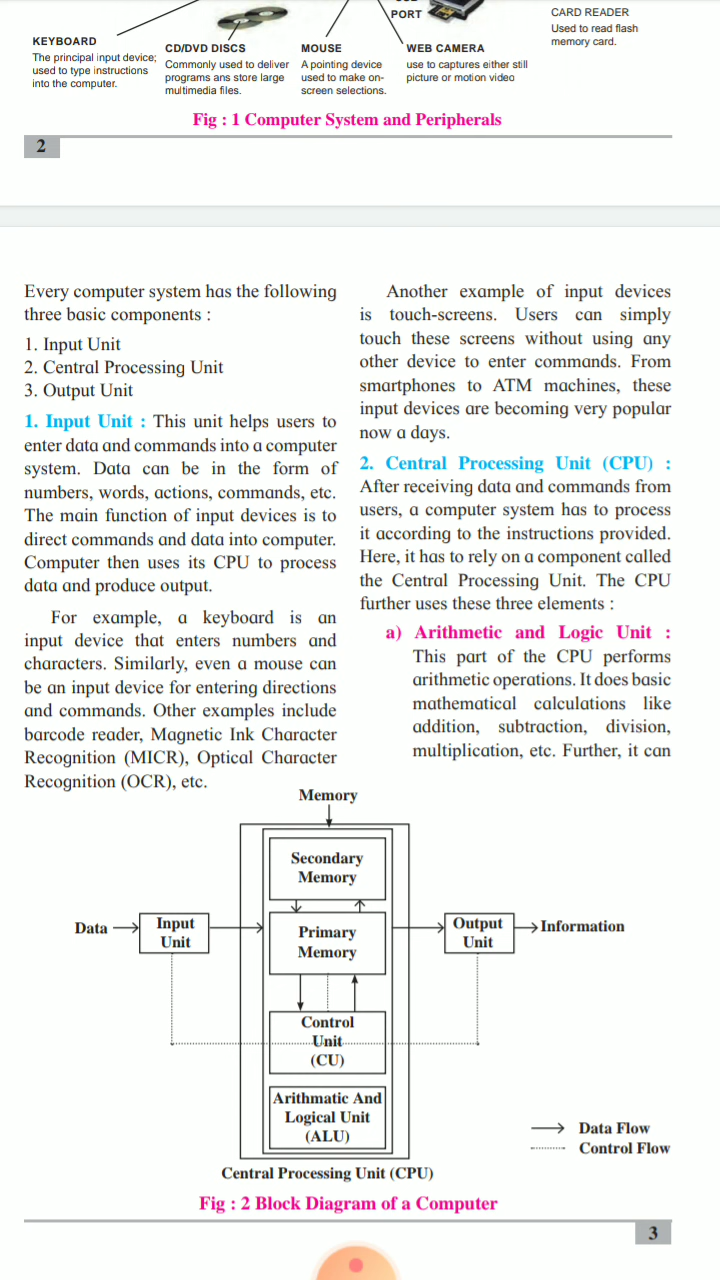 PORT
CARD READER
Used to read flash
memory card.
KEYBOARD
The principal input device;
used to type instructions
into the computer.
CD/DVD DISCS
Commonly used to deliver
programs ans store large
multimedia files.
MOUSE
A pointing device
used to make on-
screen selections.
WEB CAMERA
use to captures either still
picture or motion video
Fig : 1 Computer System and Peripherals
2
Every computer system has the following
three basic components :
1. Input Unit
2. Central Processing Unit
3. Output Unit
1. Input Unit : This unit helps users to
enter data and commands into a computer
system. Data can be in the form of
numbers, words, actions, commands, etc.
The main function of input devices is to
direct commands and data into computer.
Computer then uses its CPU to process
data and produce output.
For example, a keyboard is an
input device that enters numbers and
characters. Similarly, even a mouse can
be an input device for entering directions
and commands. Other examples include
barcode reader, Magnetic Ink Character
Recognition (MICR), Optical Character
Recognition (OCR), etc.
Another example of input devices
is touch-screens. Users can simply
touch these screens without using any
other device to enter commands. From
smartphones to ATM machines, these
input devices are becoming very popular
now a days.
2. Central Processing Unit (CPU) :
After receiving data and commands from
users, a computer system has to process
it according to the instructions provided.
Here, it has to rely on a component called
the Central Processing Unit. The CPU
further uses these three elements :
a) Arithmetic and Logic Unit :
This part of the CPU performs
arithmetic operations. It does basic
mathematical calculations like
addition, subtraction, division,
multiplication, etc. Further, it can
Memory
Secondary
Memory
Data
Input
Unit
Primary
Memory
Output
Unit
Information
Control
Unit
(CU)
Arithmatic And
Logical Unit
(ALU)
Data Flow
Control Flow
Central Processing Unit (CPU)
Fig : 2 Block Diagram of a Computer
3